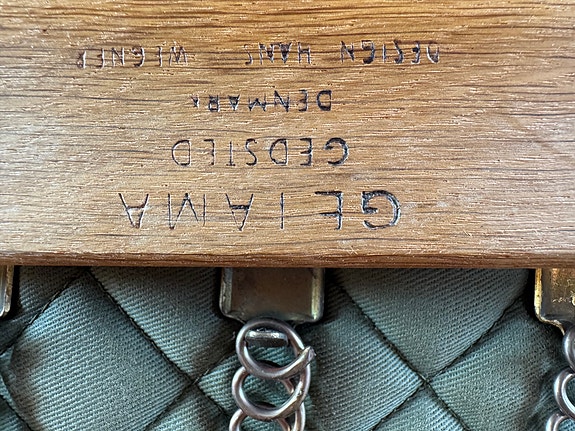 GETAMA
GEDSTED
DENMARK
DESIGN HANS WEGNER